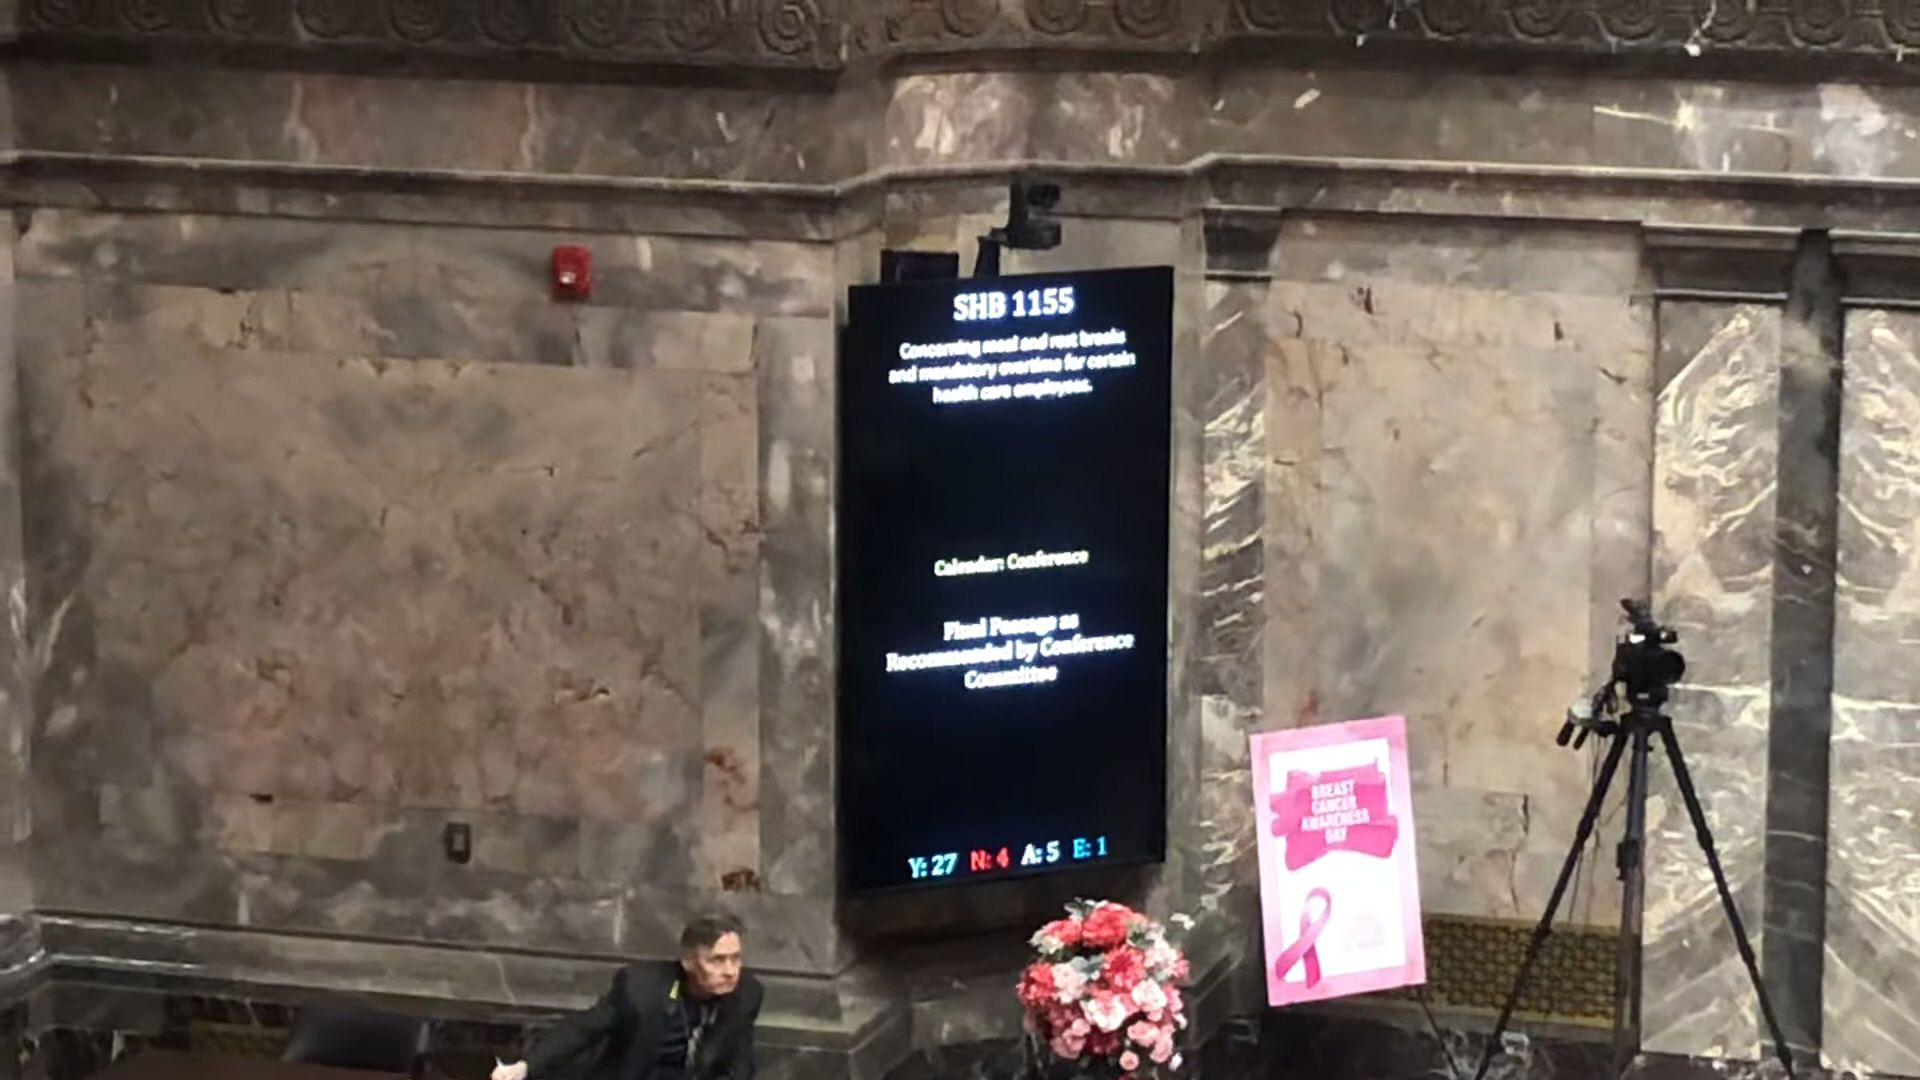 SHB 1155
Concerning meal and rest breaks
and mandatory overtime for certain
health care employees.
Calendar: Conference
Final Passage as
Recommended by Conference
Committee
Y: 27 N: 4 A: 5 E: 1
BREAST
CANCER
AWARENESS
DAY